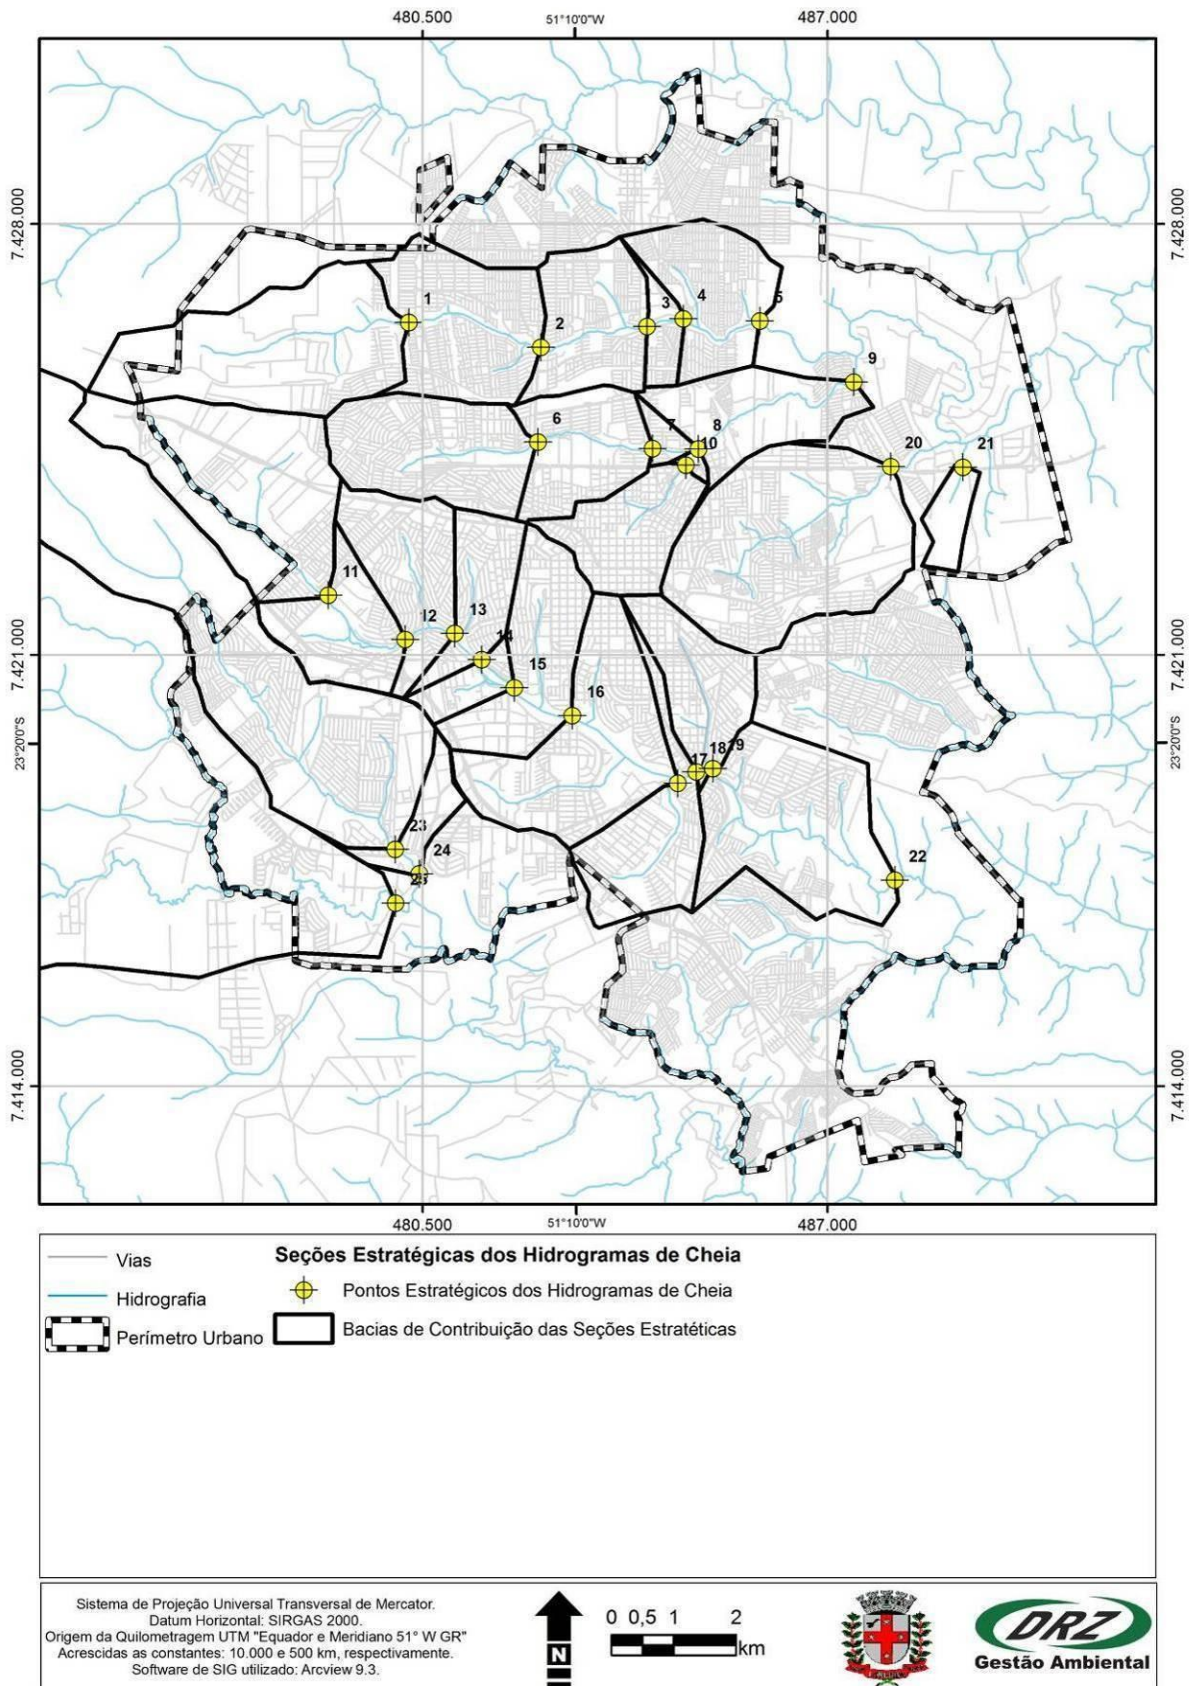 480.500
51°10'0"W
487.000
7.428.000
7.428.000
1
2
3
4
5
9
6
7
8
10
20
21
11
12
13
14
15
16
7.421.000
7.421.000
23°20'0"S
23°20'0"S
17
18
19
22
23
24
25
7.414.000
7.414.000
480.500
51°10'0"W
487.000
Vias
Hidrografia
Perímetro Urbano
Seções Estratégicas dos Hidrogramas de Cheia
Pontos Estratégicos dos Hidrogramas de Cheia
Bacias de Contribuição das Seções Estratéticas
Sistema de Projeção Universal Transversal de Mercator.
Datum Horizontal: SIRGAS 2000.
Origem da Quilometragem UTM "Equador e Meridiano 51° W GR"
Acrescidas as constantes: 10.000 e 500 km, respectivamente.
Software de SIG utilizado: Arcview 9.3.
N
0 0,5 1 2
km
DRZ
Gestão Ambiental